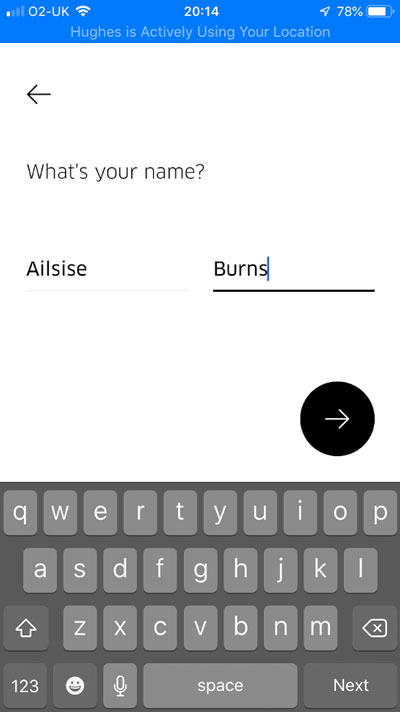 O2-UK 20:14 78%
Hughes is Actively Using Your Location
What's your name?
Ailsise Burns
q w e r t y u i o p
a s d f g h j k l
z x c v b n m
123 space Next